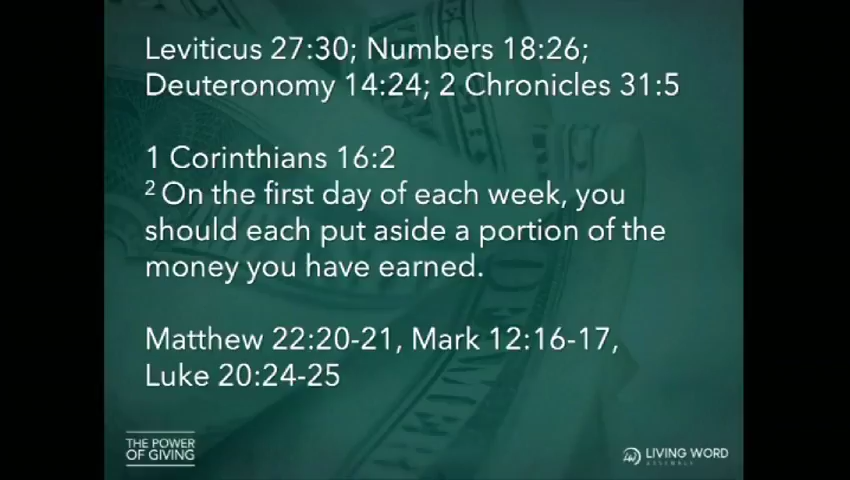 Leviticus 27:30; Numbers 18:26;
Deuteronomy 14:24; 2 Chronicles 31:5
1 Corinthians 16:2
2 On the first day of each week, you
should each put aside a portion of the
money you have earned.
Matthew 22:20-21, Mark 12:16-17,
Luke 20:24-25
THE POWER
OF GIVING
LIVING WORD
ASSEMBLY